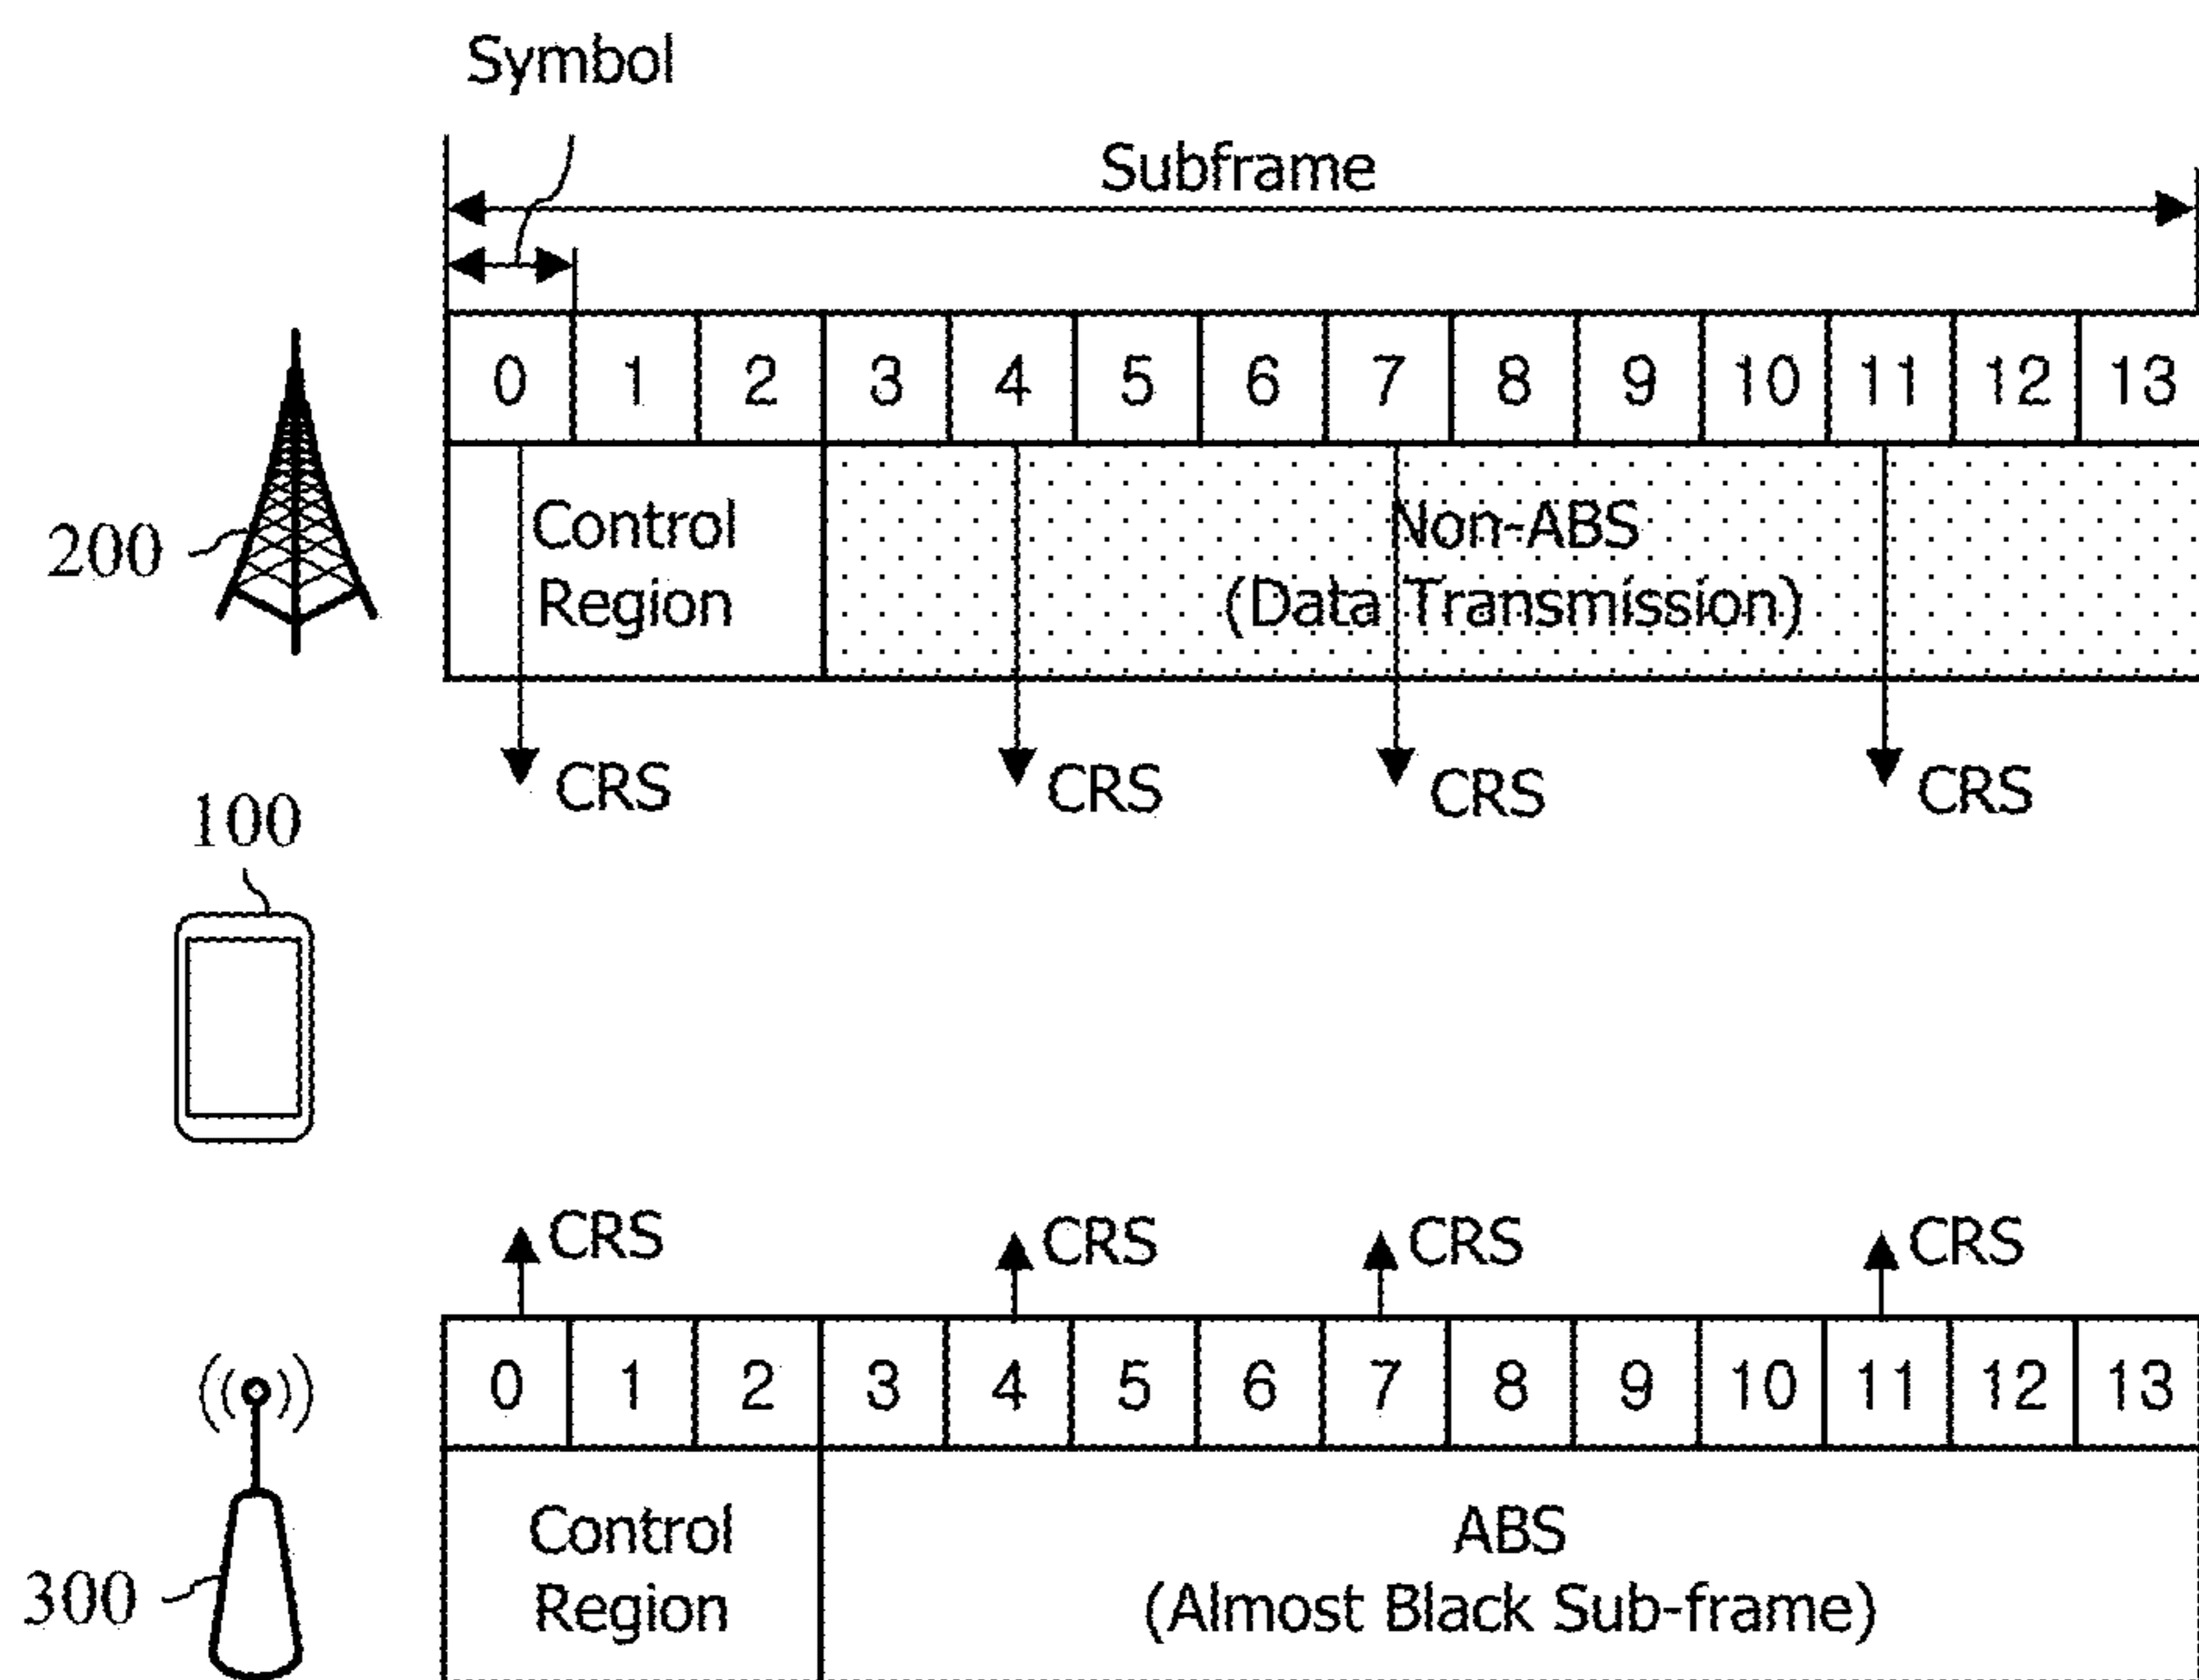 Symbol
Subframe
0 1 2 3 4 5 6 7 8 9 10 11 12 13
200
Control
Region
Non-ABS
(Data Transmission)
CRS CRS CRS CRS
100
CRS CRS CRS CRS
0 1 2 3 4 5 6 7 8 9 10 11 12 13
300
Control
Region
ABS
(Almost Black Sub-frame)